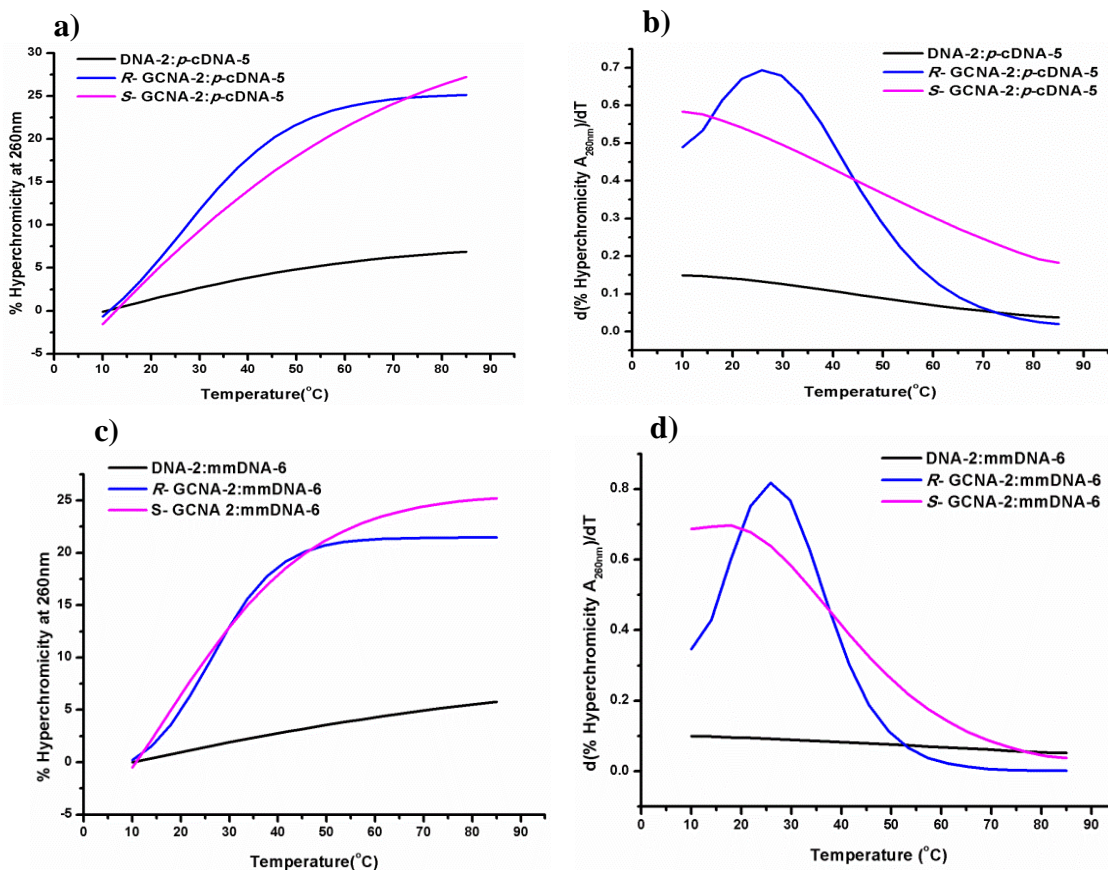 a)
DNA-2:p-cDNA-5
R- GCNA-2:p-cDNA-5
S- GCNA-2:p-cDNA-5
% Hyperchromicity at 260nm
30
25
20
15
10
5
0
-5
0 10 20 30 40 50 60 70 80 90
Temperature(°C)
b)
DNA-2:p-cDNA-5
R- GCNA-2:p-cDNA-5
S- GCNA-2:p-cDNA-5
d(% Hyperchromicity A260nm)/dT
0.7
0.6
0.5
0.4
0.3
0.2
0.1
0.0
0 10 20 30 40 50 60 70 80 90
Temperature(°C)
c)
DNA-2:mmDNA-6
R- GCNA-2:mmDNA-6
S- GCNA 2:mmDNA-6
% Hyperchromicity at 260nm
25
20
15
10
5
0
-5
0 10 20 30 40 50 60 70 80 90
Temperature(°C)
d)
DNA-2:mmDNA-6
R- GCNA-2:mmDNA-6
S- GCNA-2:mmDNA-6
d(% Hyperchromicity A260nm)/dT
0.8
0.6
0.4
0.2
0.0
0 10 20 30 40 50 60 70 80 90
Temperature (°C)